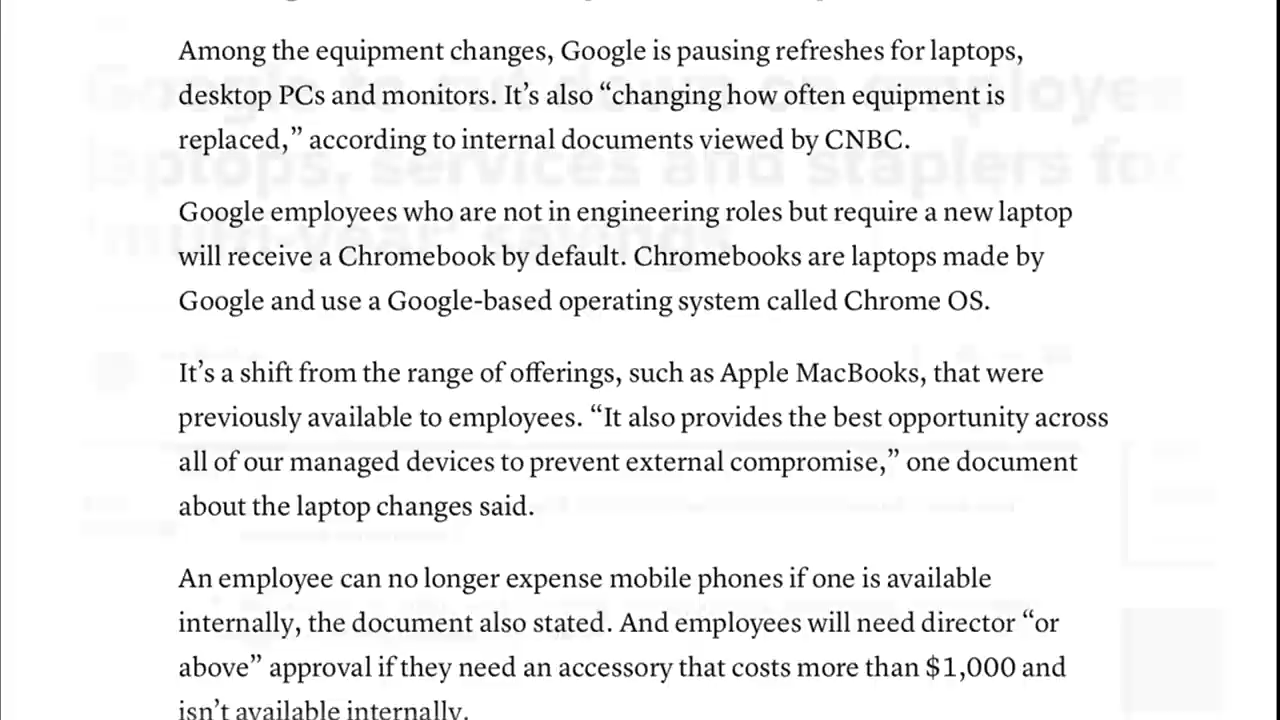 Among the equipment changes, Google is pausing refreshes for laptops,
desktop PCs and monitors. It’s also “changing how often equipment is
replaced,” according to internal documents viewed by CNBC.
Google employees who are not in engineering roles but require a new laptop
will receive a Chromebook by default. Chromebooks are laptops made by
Google and use a Google-based operating system called Chrome OS.
It’s a shift from the range of offerings, such as Apple MacBooks, that were
previously available to employees. “It also provides the best opportunity across
all of our managed devices to prevent external compromise,” one document
about the laptop changes said.
An employee can no longer expense mobile phones if one is available
internally, the document also stated. And employees will need director “or
above” approval if they need an accessory that costs more than $1,000 and
isn’t available internally.